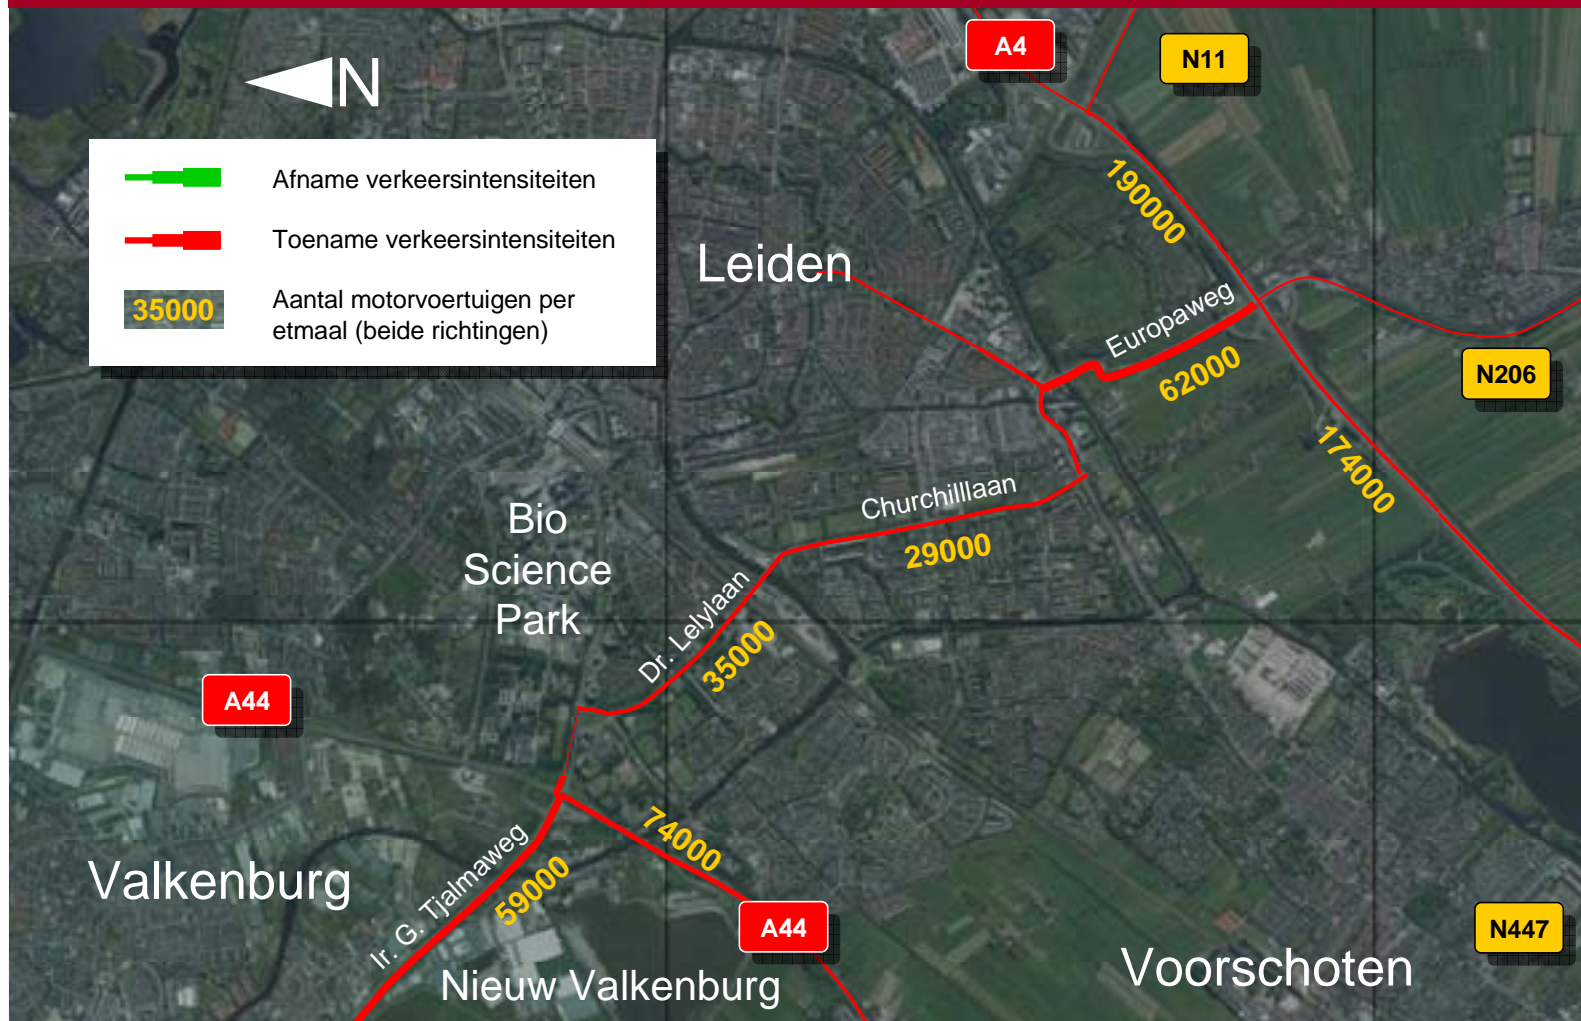 A4
N11
N
Afname verkeersintensiteiten
Toename verkeersintensiteiten
35000
Aantal motorvoertuigen per
etmaal (beide richtingen)
190000
Leiden
Europaweg
62000
N206
174000
Churchilllaan
29000
Bio
Science
Park
Dr. Lelylaan
35000
A44
74000
Valkenburg
Ir. G. Tjalmaweg
59000
A44
N447
Voorschoten
Nieuw Valkenburg